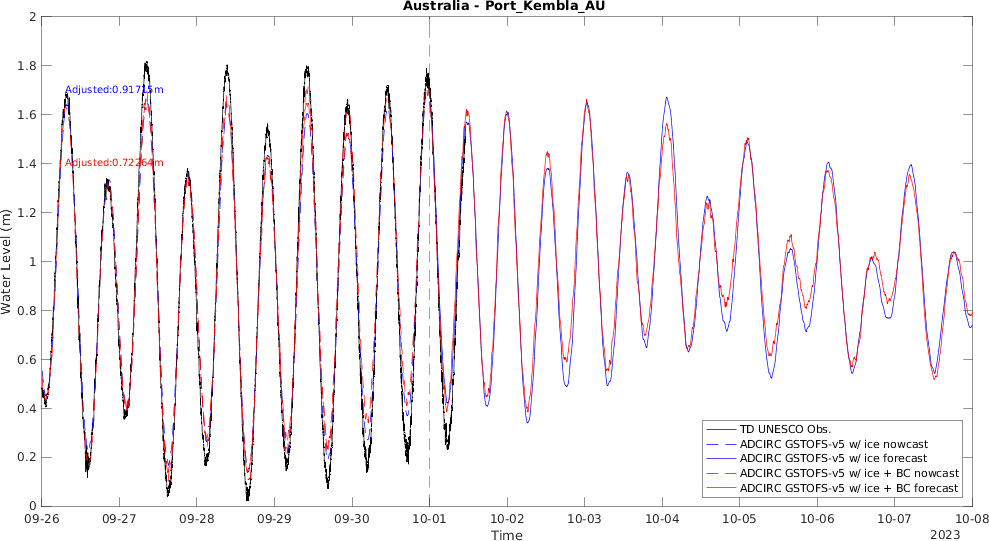 Australia - Port_Kembla_AU
Water Level (m)
2
1.8
1.6
1.4
1.2
1
0.8
0.6
0.4
0.2
0
Adjusted:0.91715m
Adjusted:0.72264m
TD UNESCO Obs.
ADCIRC GSTOFS-v5 w/ ice nowcast
ADCIRC GSTOFS-v5 w/ ice forecast
ADCIRC GSTOFS-v5 w/ ice + BC nowcast
ADCIRC GSTOFS-v5 w/ ice + BC forecast
09-26 09-27 09-28 09-29 09-30 10-01 10-02 10-03 10-04 10-05 10-06 10-07 10-08
Time
2023